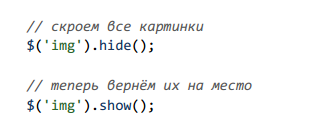 // скроем все картинки
$('img').hide();
// теперь вернём их на место
$('img').show();